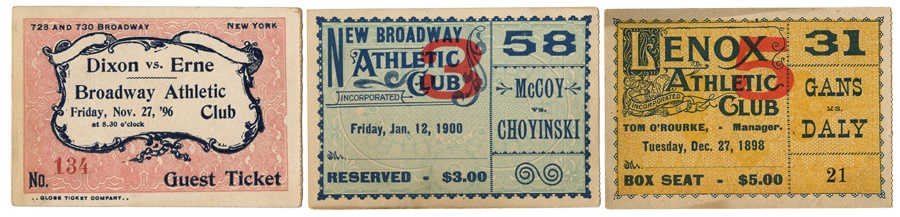 723 AND 730 BROADWAY NEW YORK
Dixon vs. Erne
Broadway Athletic
Friday, Nov. 27, '96 Club
at 8.30 o'clock
134
No. Guest Ticket
..GLOBE TICKET COMPANY..
NEW BROADWAY
ATHLETIC
CLUB
INCORPORATED
8
Friday, Jan. 12, 1900
RESERVED - $3.00
58
McCOY
VS.
CHOYINSKI
LENOX
ATHLETIC
CLUB
INCORPORATED
5
TOM O'ROURKE, - Manager.
Tuesday, Dec. 27, 1898
BOX SEAT - $5.00
31
GANS
VS.
DALY
21